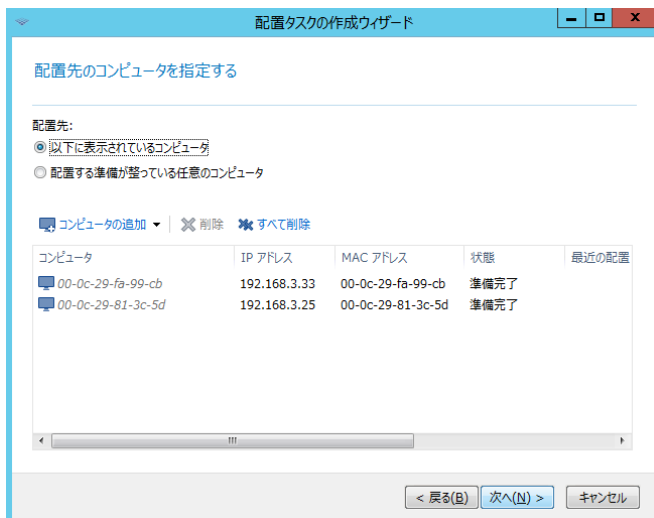 配置タスクの作成ウィザード
配置先のコンピュータを指定する
配置先:
以下に表示されているコンピュータ
配置する準備が整っている任意のコンピュータ
コンピュータの追加 削除 すべて削除
コンピュータ IP アドレス MAC アドレス 状態 最近の配置
00-0c-29-fa-99-cb 192.168.3.33 00-0c-29-fa-99-cb 準備完了
00-0c-29-81-3c-5d 192.168.3.25 00-0c-29-81-3c-5d 準備完了
< 戻る(B) 次へ(N) > キャンセル